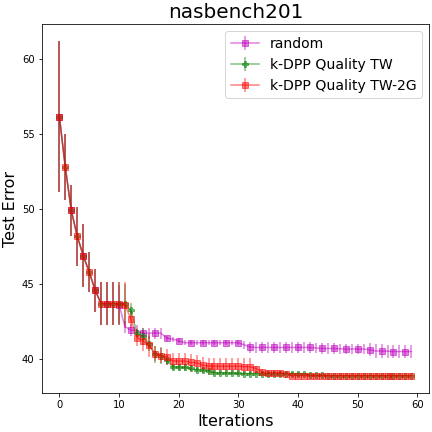 nasbench201
random
k-DPP Quality TW
k-DPP Quality TW-2G
Test Error
60
55
50
45
40
0 10 20 30 40 50 60
Iterations